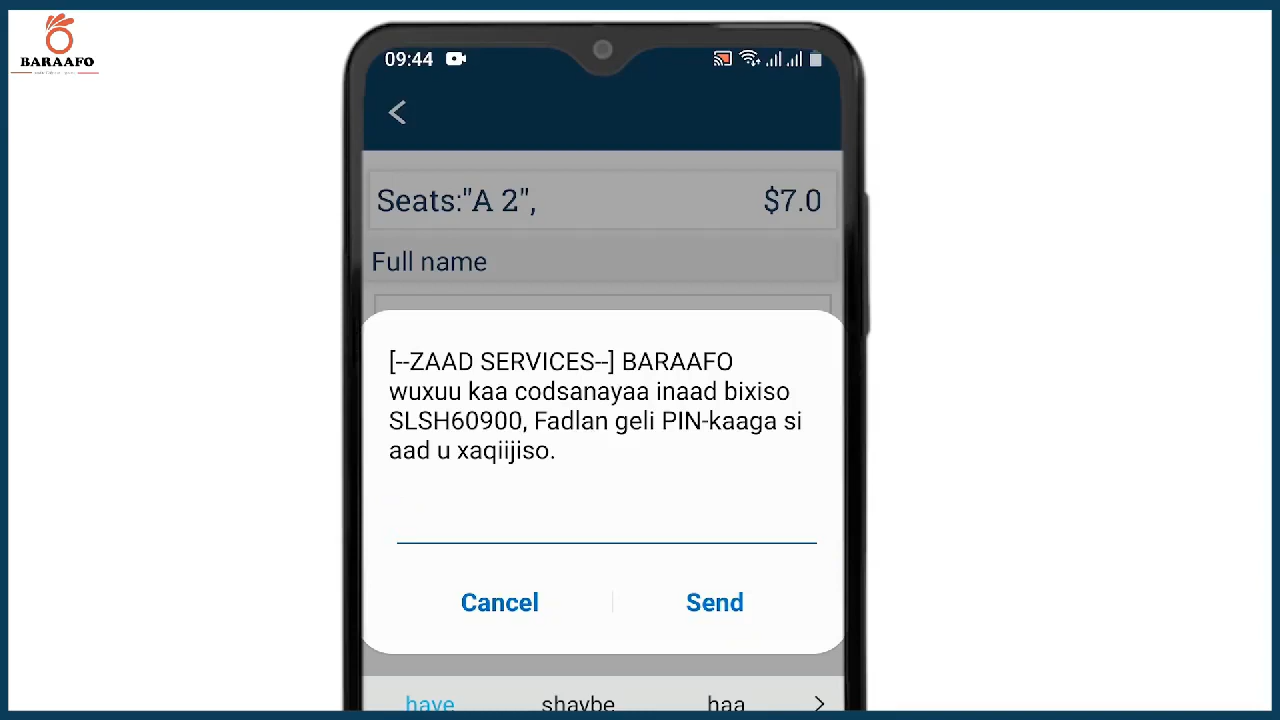 BARAAFO
09:44
Seats:"A 2", $7.0
Full name
[--ZAAD SERVICES--] BARAAFO
wuxuu kaa codsanayaa inaad bixiso
SLSH60900, Fadlan geli PIN-kaaga si
aad u xaqiijiso.
Cancel Send
have shaybe haa